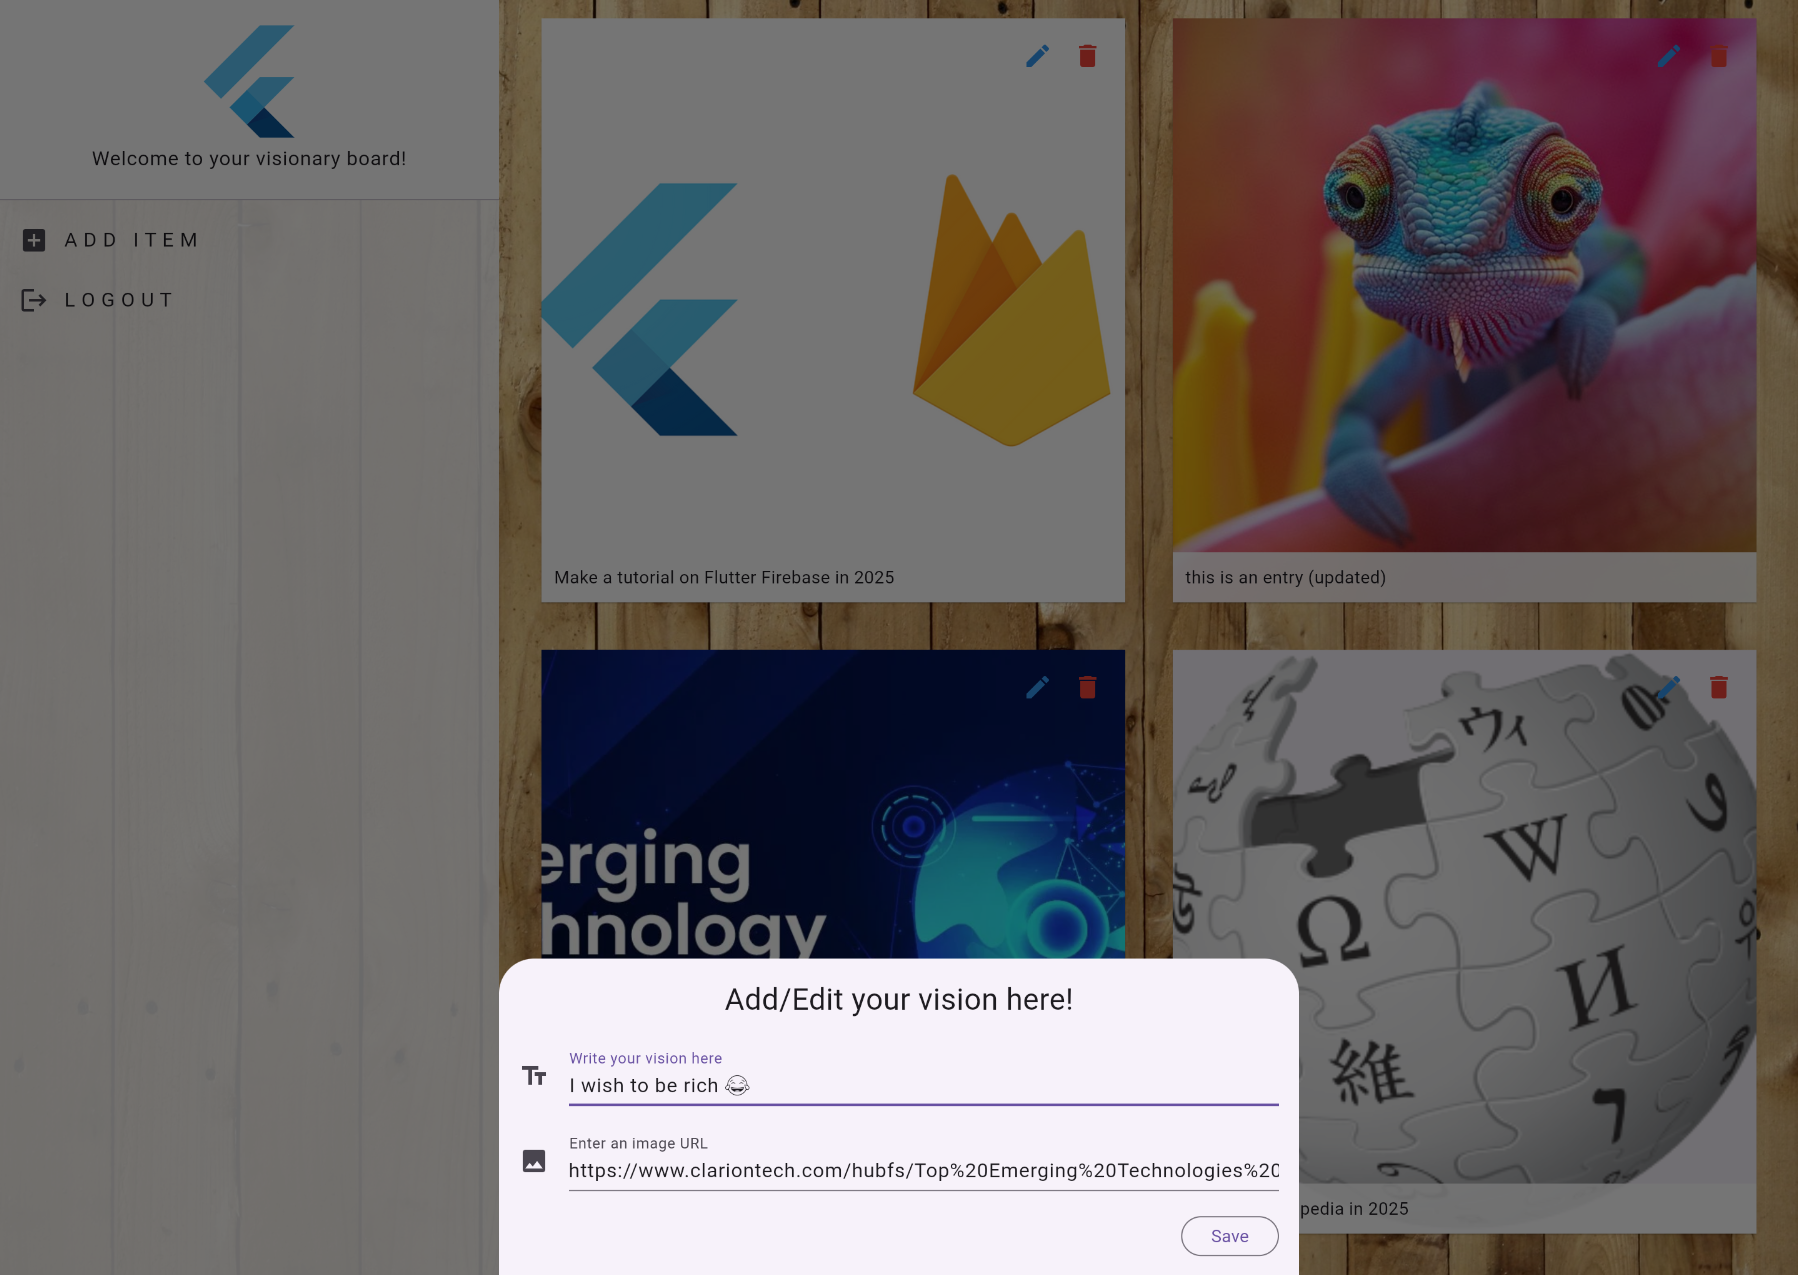 Welcome to your visionary board!
ADD ITEM
LOGOUT
Make a tutorial on Flutter Firebase in 2025
this is an entry (updated)
erging
hnology
ウィ
W
Ω
И
維
Add/Edit your vision here!
Write your vision here
I wish to be rich 😂
Enter an image URL
https://www.clariontech.com/hubfs/Top%20Emerging%20Technologies%20
pedia in 2025
Save